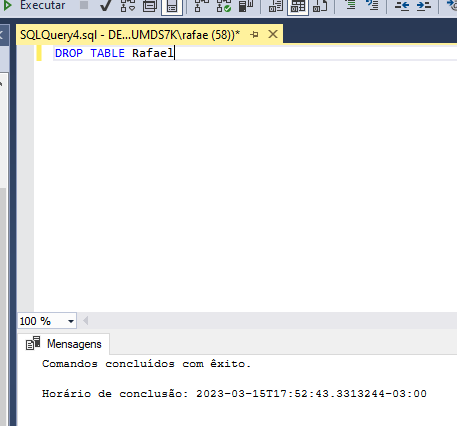 Executar
SQLQuery4.sql - DE...UMDS7K\rafae (58))*
DROP TABLE Rafael
100 %
Mensagens
Comandos concluídos com êxito.
Horário de conclusão: 2023-03-15T17:52:43.3313244-03:00